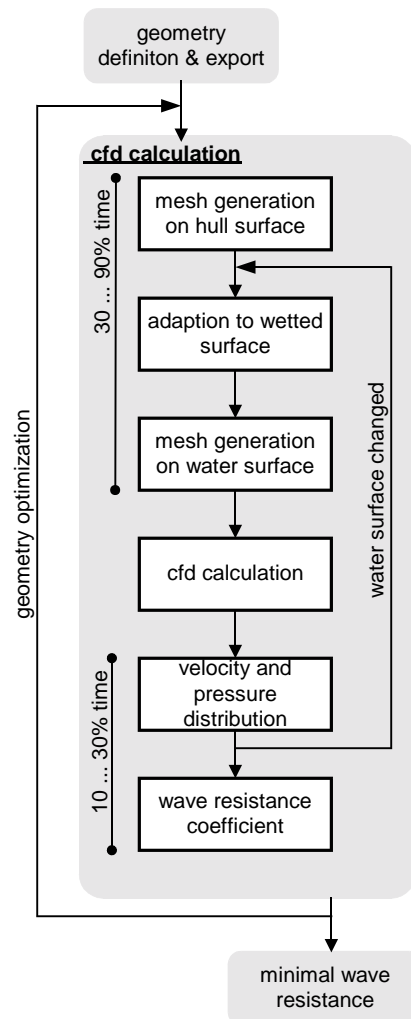 geometry
definiton & export
cfd calculation
mesh generation
on hull surface
30 ... 90% time
adaption to wetted
surface
mesh generation
on water surface
water surface changed
geometry optimization
cfd calculation
velocity and
pressure
distribution
10 ... 30% time
wave resistance
coefficient
minimal wave
resistance